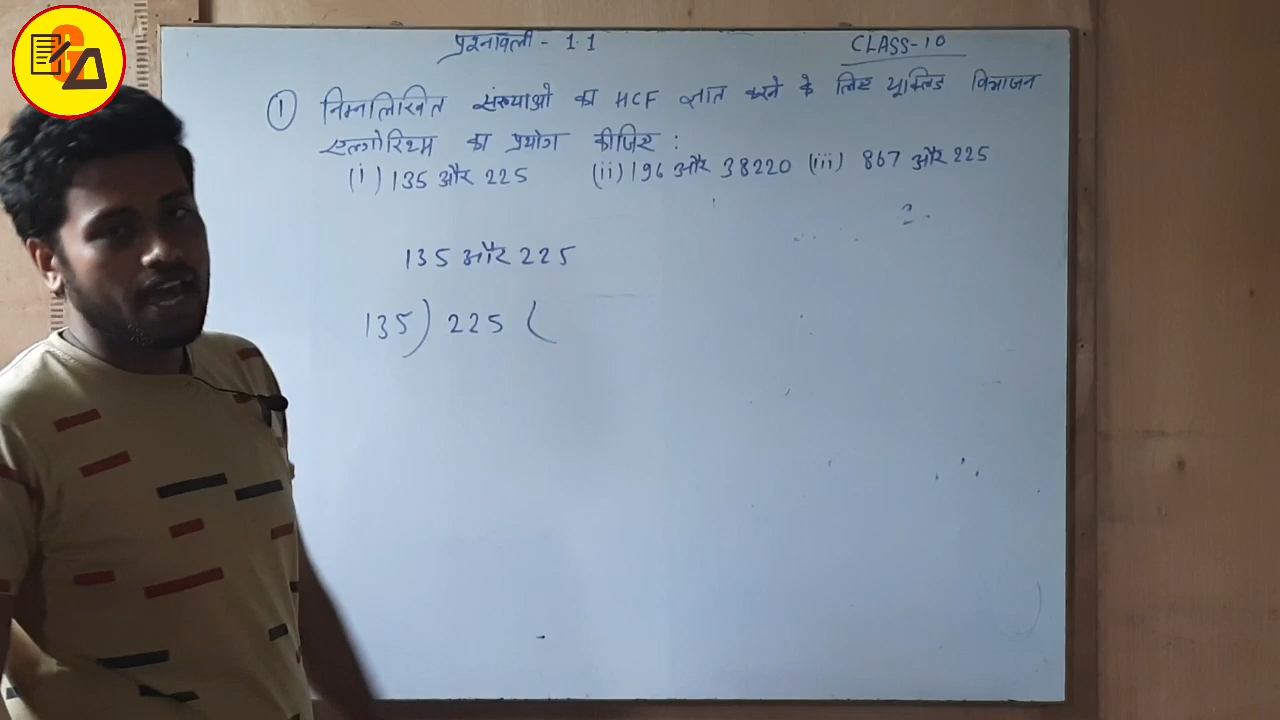 प्रश्नावली - 1.1
CLASS-10
① निम्नलिखित संख्याओ का HCF ज्ञात करने के लिए यूक्लिड विभाजन
एल्गोरिथ्म का प्रयोग कीजिए :
(i) 135 और 225 (ii) 196 और 38220 (iii) 867 और 225
135 और 225
135) 225 (